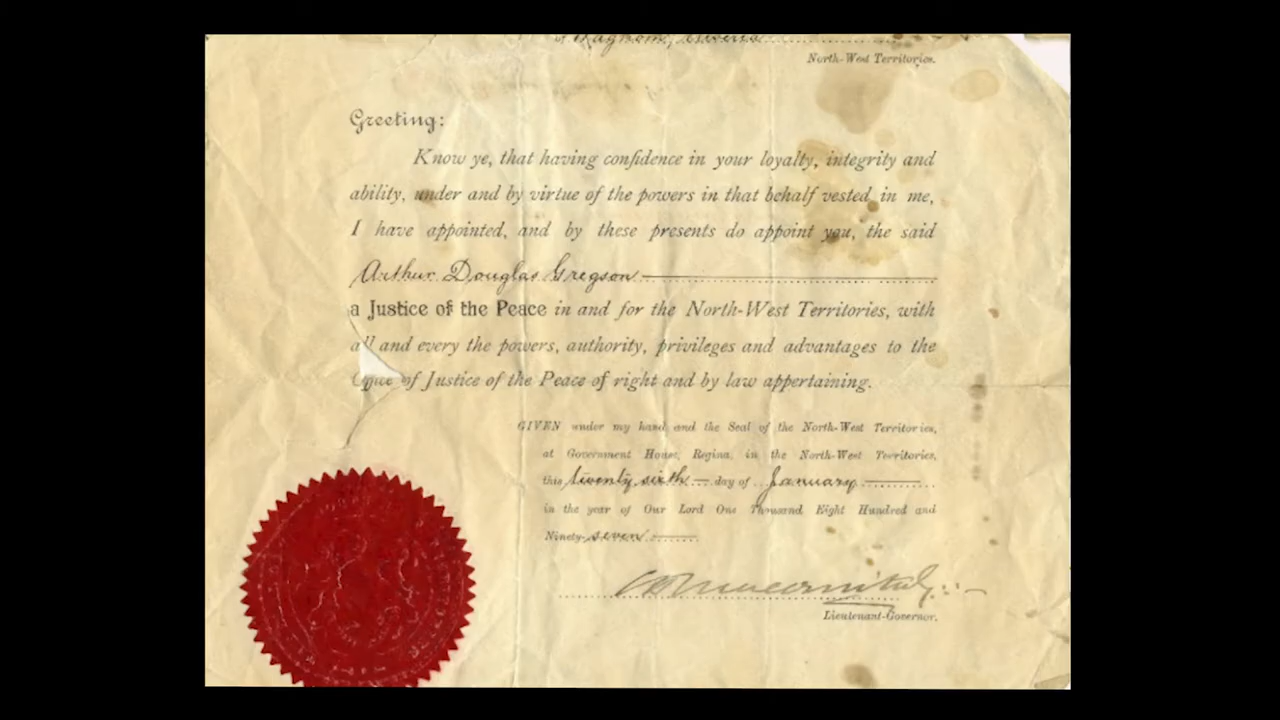 North-West Territories.
Greeting:
Know ye, that having confidence in your loyalty, integrity and
ability, under and by virtue of the powers in that behalf vested in me,
I have appointed, and by these presents do appoint you, the said
Arthur Douglas Gregson
a Justice of the Peace in and for the North-West Territories, with
all and every the powers, authority, privileges and advantages to the
Office of Justice of the Peace of right and by law appertaining.
GIVEN under my hand and the Seal of the North-West Territories,
at Government House, Regina, in the North-West Territories,
this twenty sixth day of January
in the year of Our Lord One Thousand Eight Hundred and
Ninety-seven
Lieutenant-Governor.